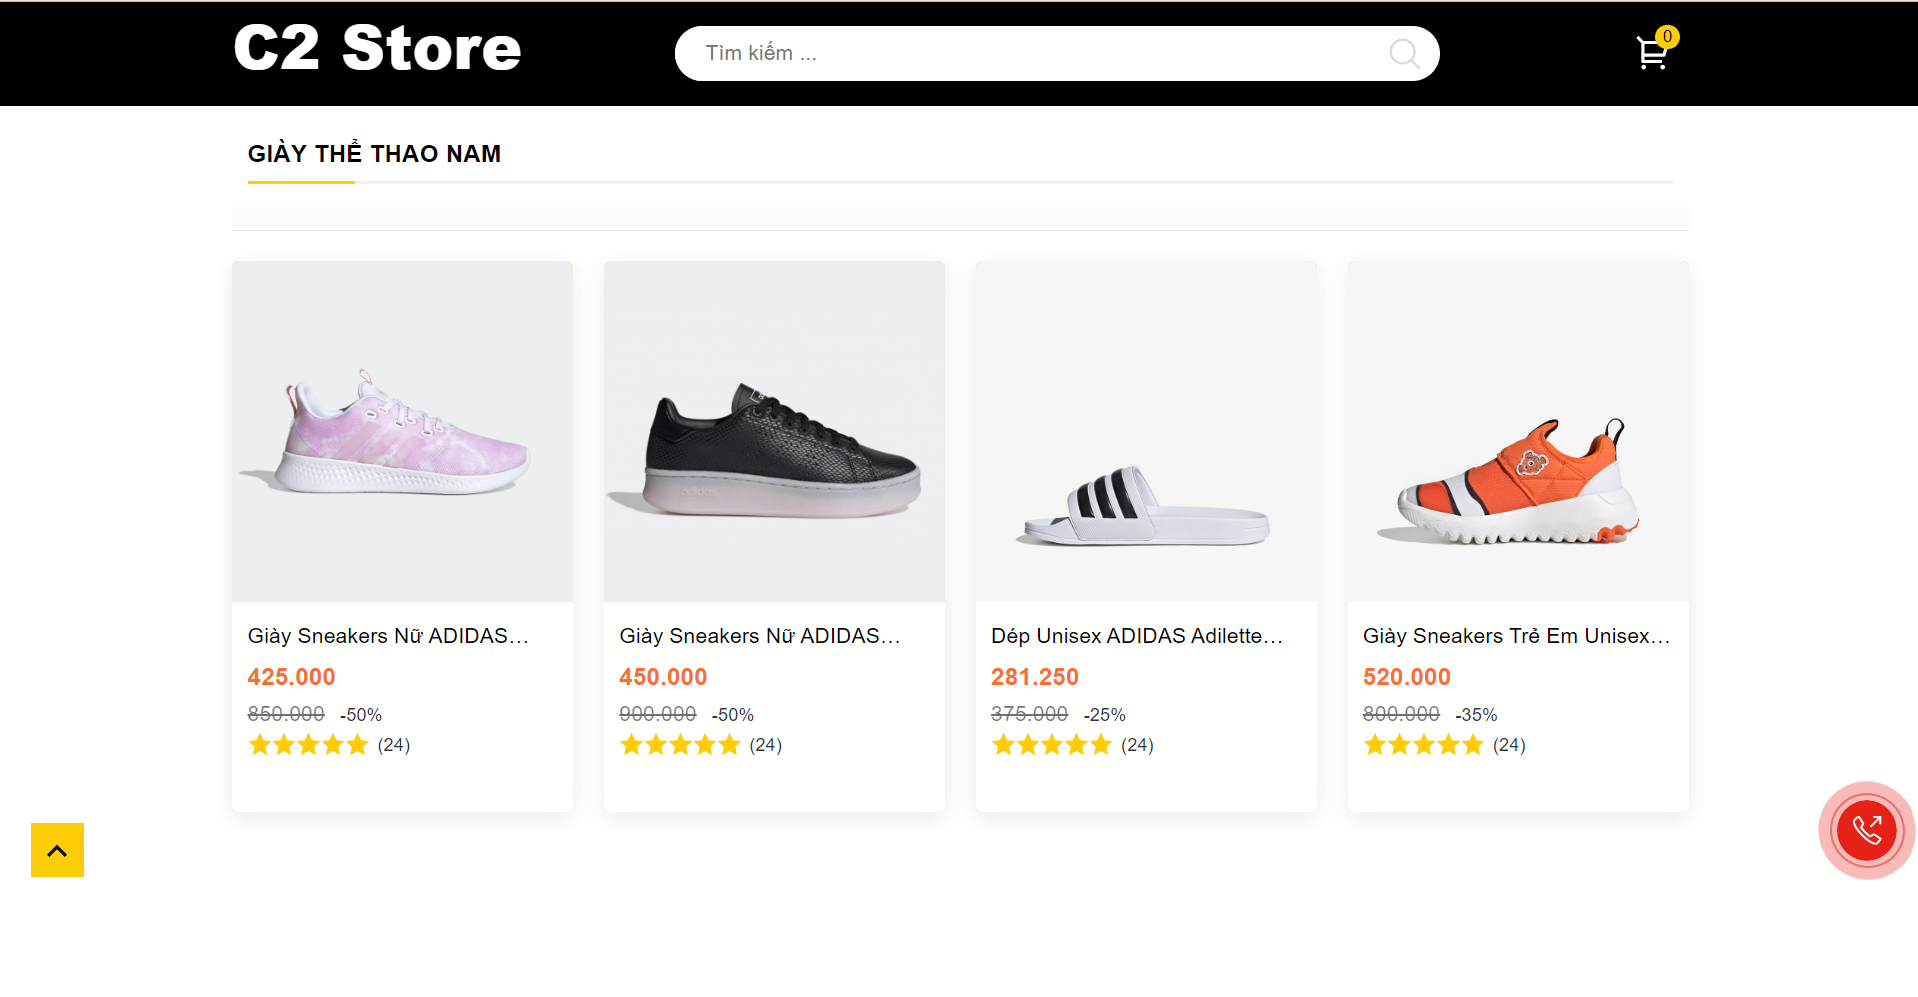 C2 Store
Tìm kiếm ...
0
GIÀY THỂ THAO NAM
adidas
Giày Sneakers Nữ ADIDAS...
425.000
850.000 -50%
(24)
Giày Sneakers Nữ ADIDAS...
450.000
900.000 -50%
(24)
Dép Unisex ADIDAS Adilette...
281.250
375.000 -25%
(24)
Giày Sneakers Trẻ Em Unisex...
520.000
800.000 -35%
(24)